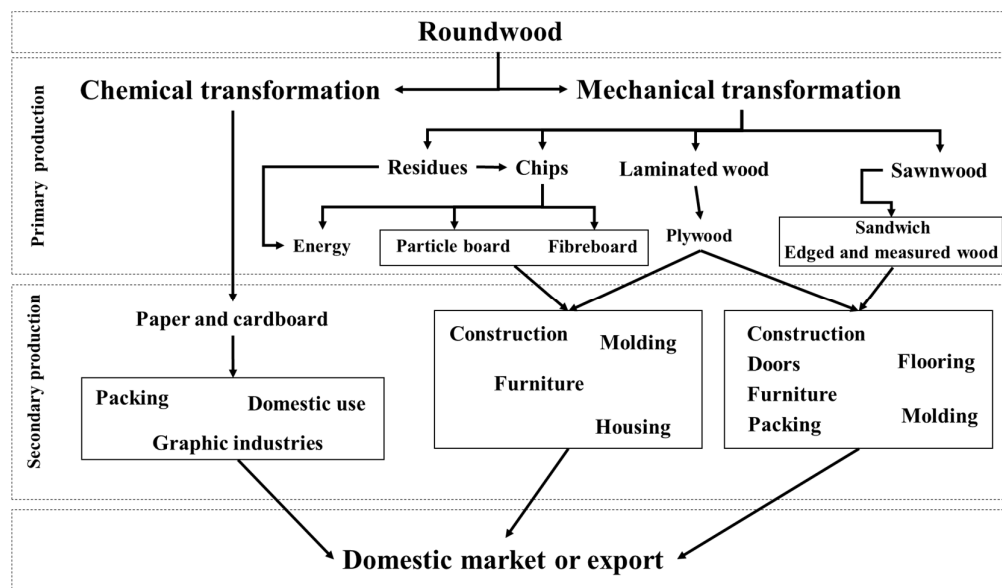 Roundwood
Primary production
Chemical transformation
Mechanical transformation
Residues
Chips
Laminated wood
Sawnwood
Energy
Particle board
Fibreboard
Plywood
Sandwich
Edged and measured wood
Secondary production
Paper and cardboard
Packing
Domestic use
Graphic industries
Construction
Molding
Furniture
Housing
Construction
Doors
Flooring
Furniture
Packing
Molding
Domestic market or export